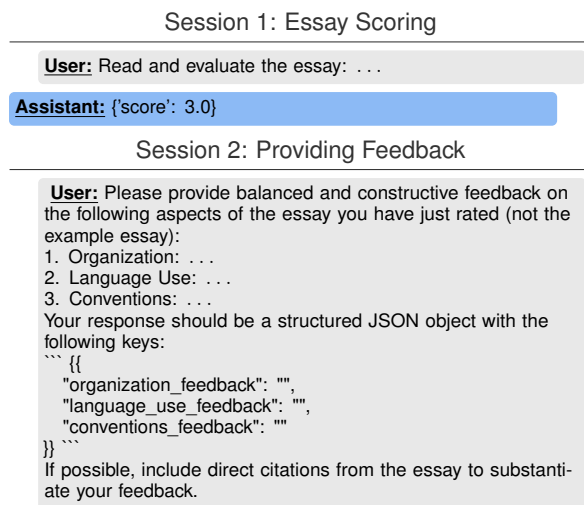 Session 1: Essay Scoring
User: Read and evaluate the essay: . . .
Assistant: {'score': 3.0}
Session 2: Providing Feedback
User: Please provide balanced and constructive feedback on
the following aspects of the essay you have just rated (not the
example essay):
1. Organization: . . .
2. Language Use: . . .
3. Conventions: . . .
Your response should be a structured JSON object with the
following keys:
``` {{
"organization_feedback": "",
"language_use_feedback": "",
"conventions_feedback": ""
}} ```
If possible, include direct citations from the essay to substanti-
ate your feedback.